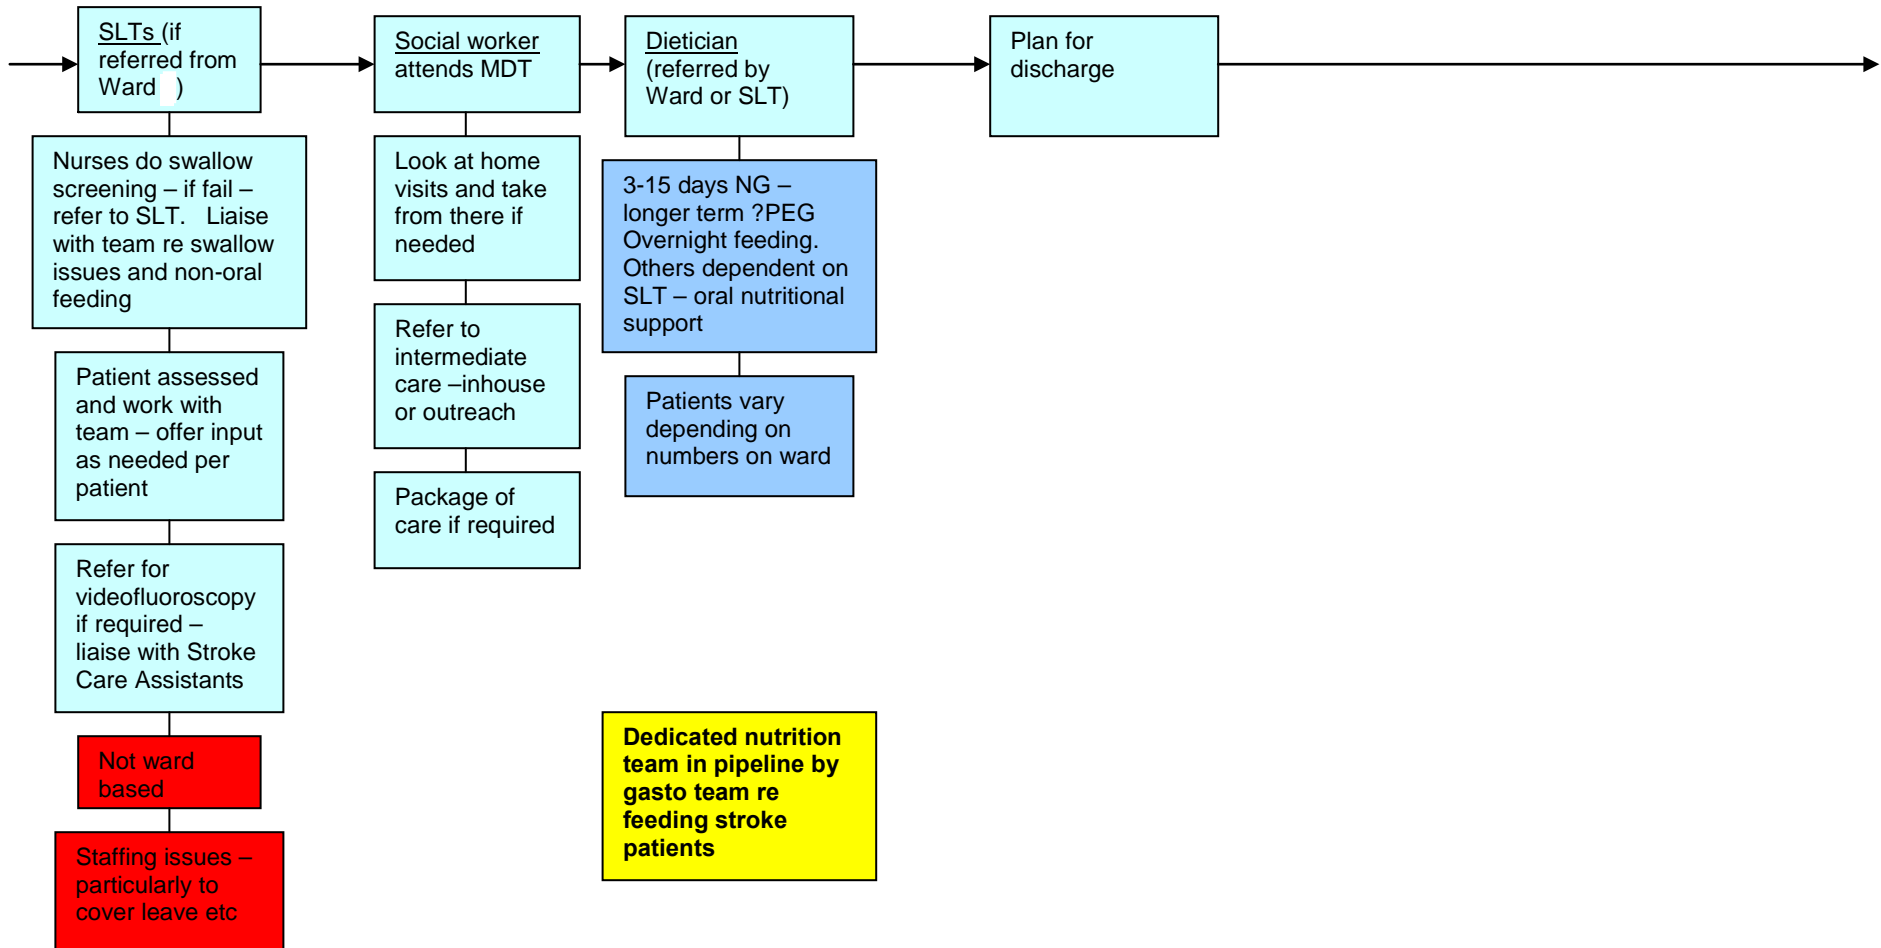 SLTs (if
referred from
Ward )
Nurses do swallow
screening – if fail –
refer to SLT.   Liaise
with team re swallow
issues and non-oral
feeding
Patient assessed
and work with
team – offer input
as needed per
patient
Refer for
videofluoroscopy
if required –
liaise with Stroke
Care Assistants
Not ward
based
Staffing issues –
particularly to
cover leave etc
Social worker
attends MDT
Look at home
visits and take
from there if
needed
Refer to
intermediate
care –inhouse
or outreach
Package of
care if required
Dietician
(referred by
Ward or SLT)
3-15 days NG –
longer term ?PEG
Overnight feeding.
Others dependent on
SLT – oral nutritional
support
Patients vary
depending on
numbers on ward
Dedicated nutrition
team in pipeline by
gasto team re
feeding stroke
patients
Plan for
discharge